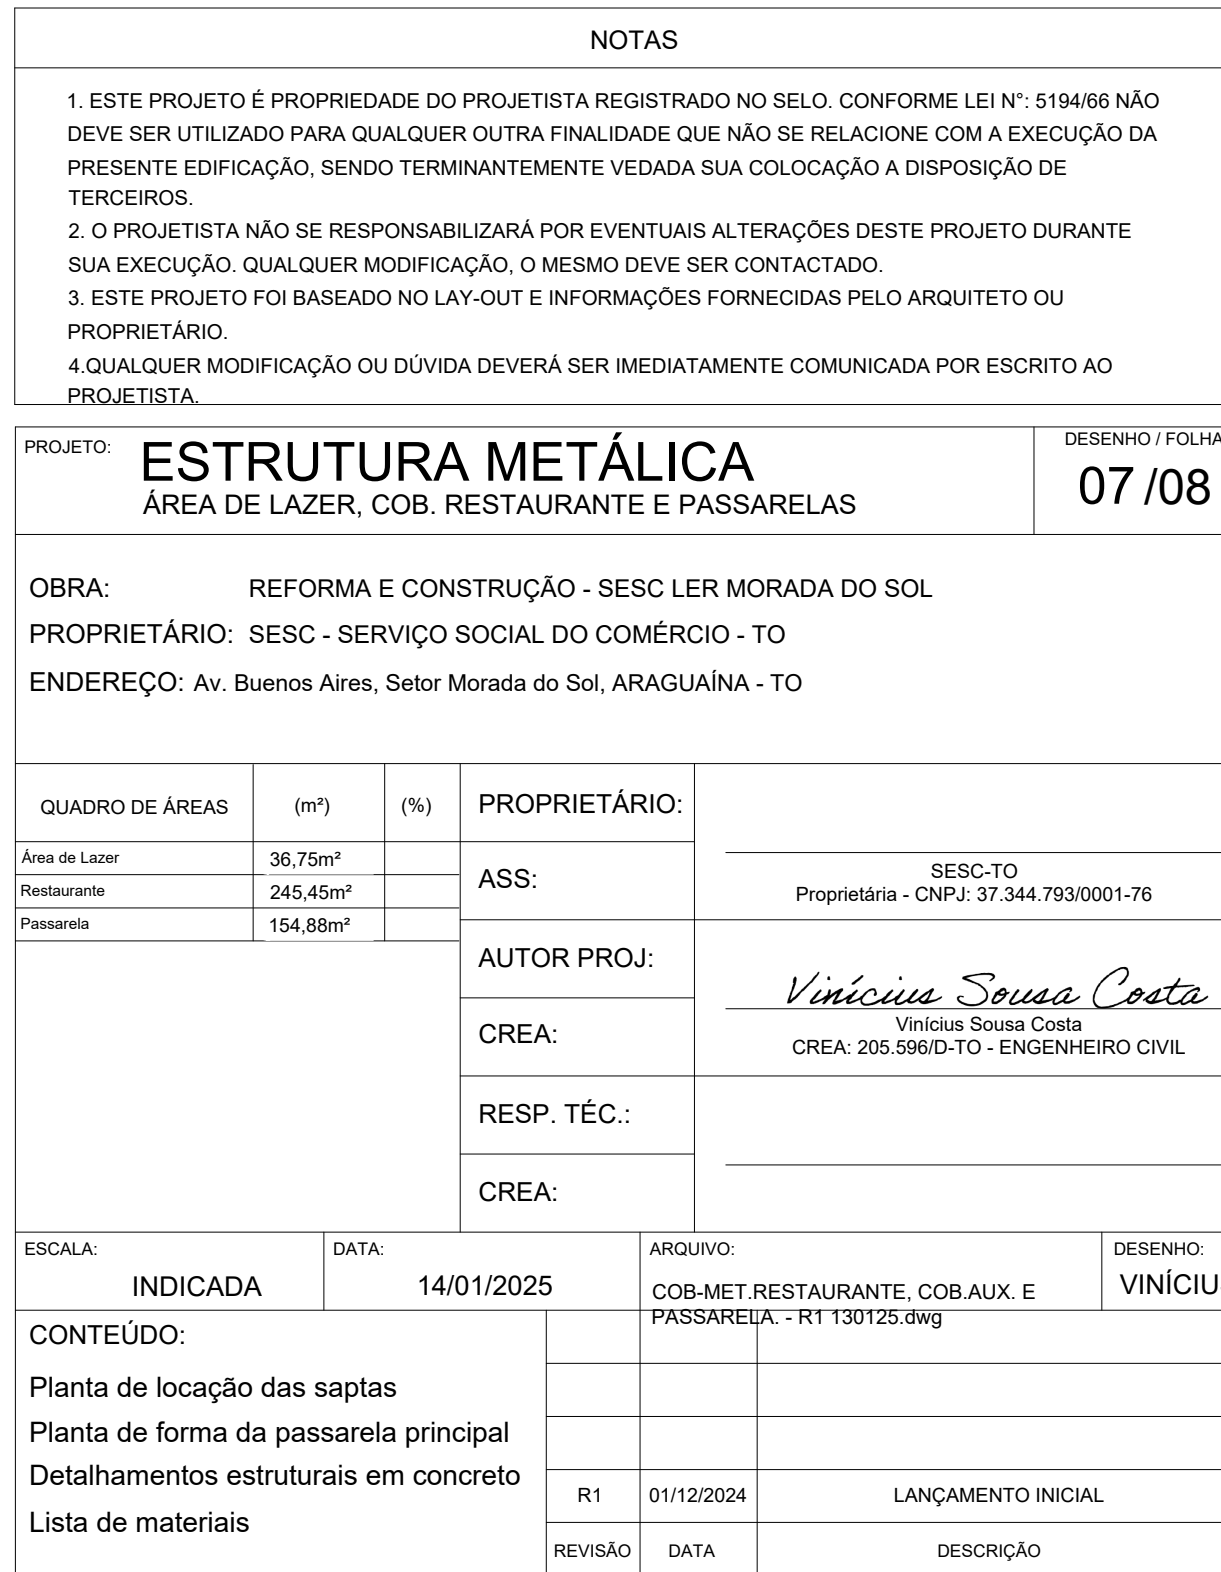 NOTAS
1. ESTE PROJETO É PROPRIEDADE DO PROJETISTA REGISTRADO NO SELO. CONFORME LEI N°: 5194/66 NÃO
DEVE SER UTILIZADO PARA QUALQUER OUTRA FINALIDADE QUE NÃO SE RELACIONE COM A EXECUÇÃO DA
PRESENTE EDIFICAÇÃO, SENDO TERMINANTEMENTE VEDADA SUA COLOCAÇÃO A DISPOSIÇÃO DE
TERCEIROS.
2. O PROJETISTA NÃO SE RESPONSABILIZARÁ POR EVENTUAIS ALTERAÇÕES DESTE PROJETO DURANTE
SUA EXECUÇÃO. QUALQUER MODIFICAÇÃO, O MESMO DEVE SER CONTACTADO.
3. ESTE PROJETO FOI BASEADO NO LAY-OUT E INFORMAÇÕES FORNECIDAS PELO ARQUITETO OU
PROPRIETÁRIO.
4.QUALQUER MODIFICAÇÃO OU DÚVIDA DEVERÁ SER IMEDIATAMENTE COMUNICADA POR ESCRITO AO
PROJETISTA.
PROJETO:
ESTRUTURA METÁLICA
ÁREA DE LAZER, COB. RESTAURANTE E PASSARELAS
DESENHO / FOLHA
07 /08
OBRA: REFORMA E CONSTRUÇÃO - SESC LER MORADA DO SOL
PROPRIETÁRIO: SESC - SERVIÇO SOCIAL DO COMÉRCIO - TO
ENDEREÇO: Av. Buenos Aires, Setor Morada do Sol, ARAGUAÍNA - TO
QUADRO DE ÁREAS (m²) (%)
Área de Lazer 36,75m²
Restaurante 245,45m²
Passarela 154,88m²
PROPRIETÁRIO:
ASS:
SESC-TO
Proprietária - CNPJ: 37.344.793/0001-76
AUTOR PROJ:
Vinícius Sousa Costa
CREA:
Vinícius Sousa Costa
CREA: 205.596/D-TO - ENGENHEIRO CIVIL
RESP. TÉC.:
CREA:
ESCALA:
INDICADA
DATA:
14/01/2025
ARQUIVO:
COB-MET.RESTAURANTE, COB.AUX. E
PASSARELA. - R1 130125.dwg
DESENHO:
VINÍCIU
CONTEÚDO:
Planta de locação das saptas
Planta de forma da passarela principal
Detalhamentos estruturais em concreto
Lista de materiais
R1 01/12/2024 LANÇAMENTO INICIAL
REVISÃO DATA DESCRIÇÃO